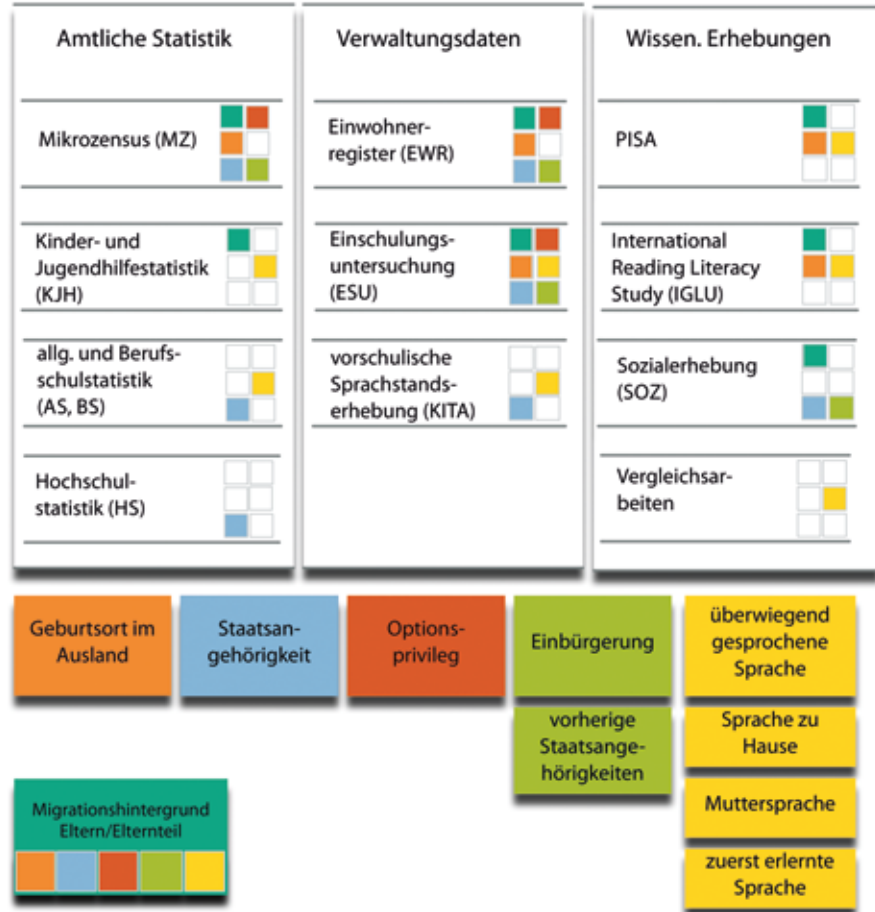 Amtliche Statistik
Mikrozensus (MZ)
Kinder- und
Jugendhilfestatistik
(KJH)
allg. und Berufs-
schulstatistik
(AS, BS)
Hochschul-
statistik (HS)
Verwaltungsdaten
Einwohner-
register (EWR)
Einschulungs-
untersuchung
(ESU)
vorschulische
Sprachstands-
erhebung (KITA)
Wissen. Erhebungen
PISA
International
Reading Literacy
Study (IGLU)
Sozialerhebung
(SOZ)
Vergleichsar-
beiten
Geburtsort im
Ausland
Staatsan-
gehörigkeit
Options-
privileg
Einbürgerung
vorherige
Staatsange-
hörigkeiten
überwiegend
gesprochene
Sprache
Sprache zu
Hause
Muttersprache
zuerst erlernte
Sprache
Migrationshintergrund
Eltern/Elternteil